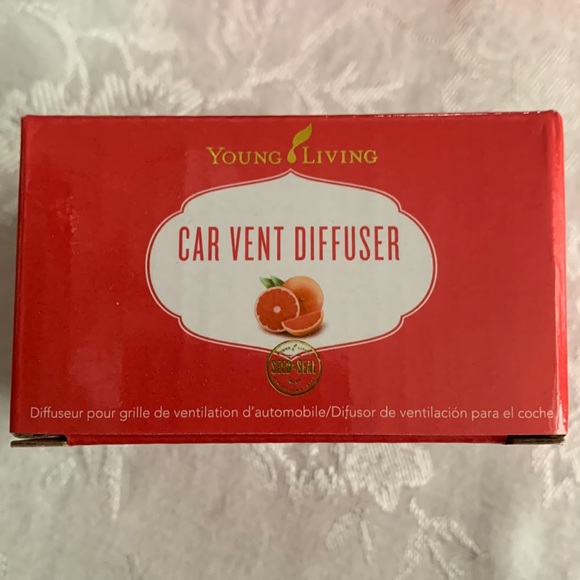 YOUNG LIVING
CAR VENT DIFFUSER
SEED TO SEAL
Diffuseur pour grille de ventilation d'automobile/Difusor de ventilación para el coche